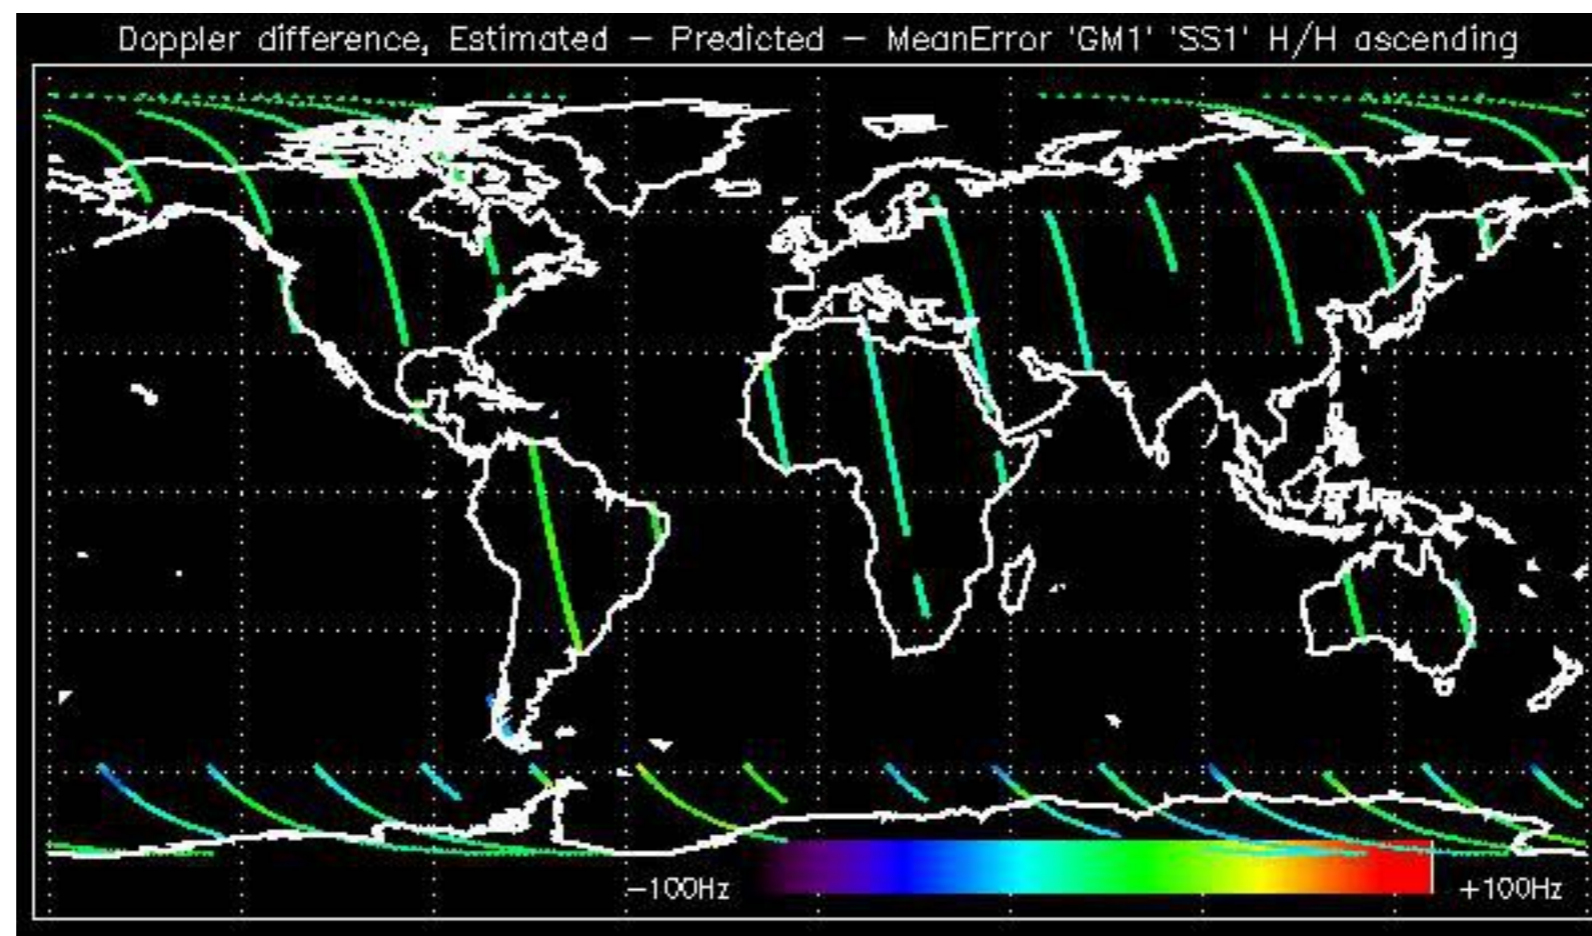 Doppler difference, Estimated – Predicted – MeanError 'GM1' 'SS1' H/H ascending
–100Hz
+100Hz